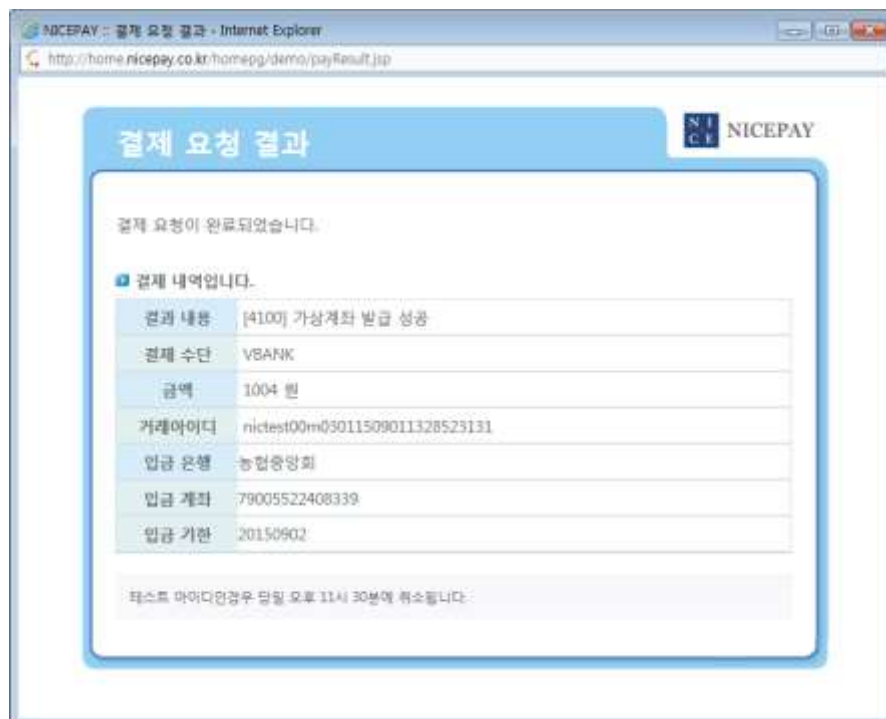 NICEPAY :: 결제 요청 결과 - Internet Explorer
http://home.nicepay.co.kr/homepg/demo/payResult.jsp
결제 요청 결과
NICE NICEPAY
결제 요청이 완료되었습니다.
결제 내역입니다.
결과 내용 [4100] 가상계좌 발급 성공
결제 수단 VBANK
금액 1004 원
거래아이디 nictest00m03011509011328523131
입금 은행 농협중앙회
입금 계좌 79005522408339
입금 기한 20150902
테스트 아이디인경우 당일 오후 11시 30분에 취소됩니다